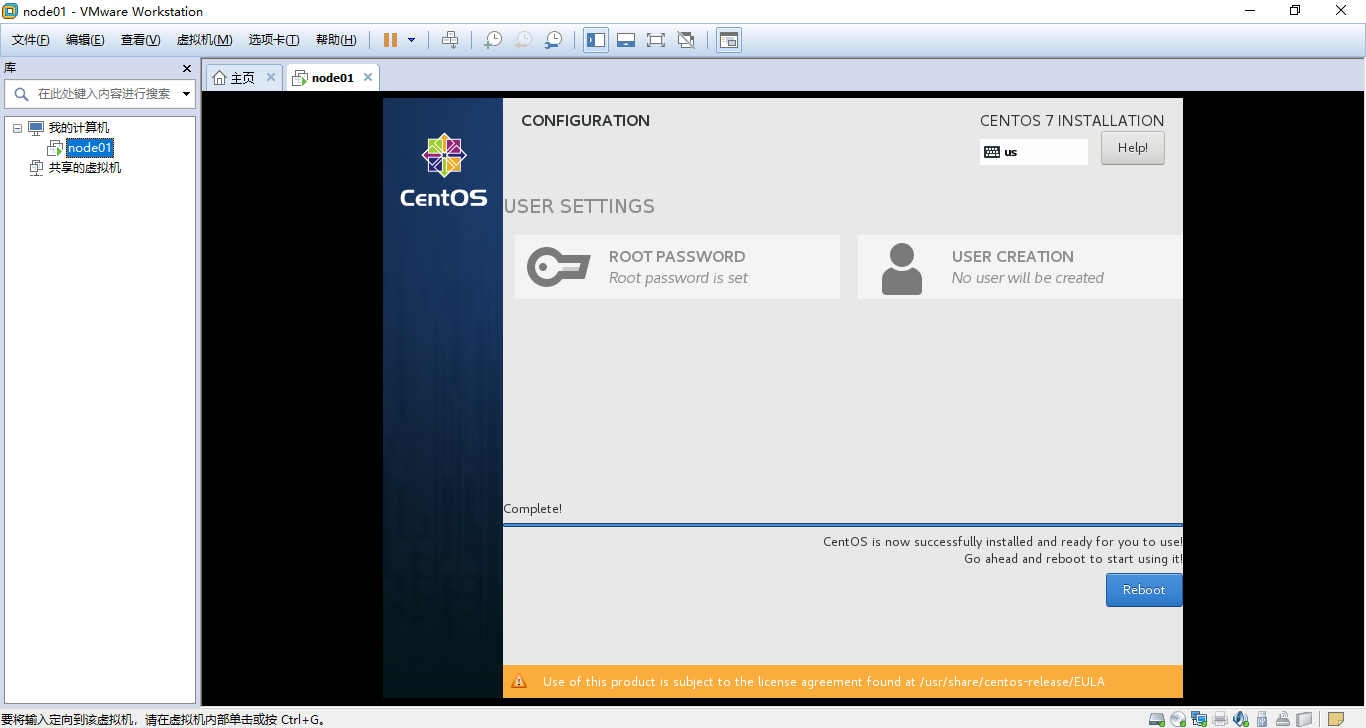 node01 - VMware Workstation
文件(F) 编辑(E) 查看(V) 虚拟机(M) 选项卡(T) 帮助(H)
库
主页 node01
在此处键入内容进行搜索
我的计算机
node01
共享的虚拟机
CentOS
CONFIGURATION
CENTOS 7 INSTALLATION
us
Help!
USER SETTINGS
ROOT PASSWORD
Root password is set
USER CREATION
No user will be created
Complete!
CentOS is now successfully installed and ready for you to use!
Go ahead and reboot to start using it!
Reboot
Use of this product is subject to the license agreement found at /usr/share/centos-release/EULA
要将输入定向到该虚拟机，请在虚拟机内部单击或按 Ctrl+G。